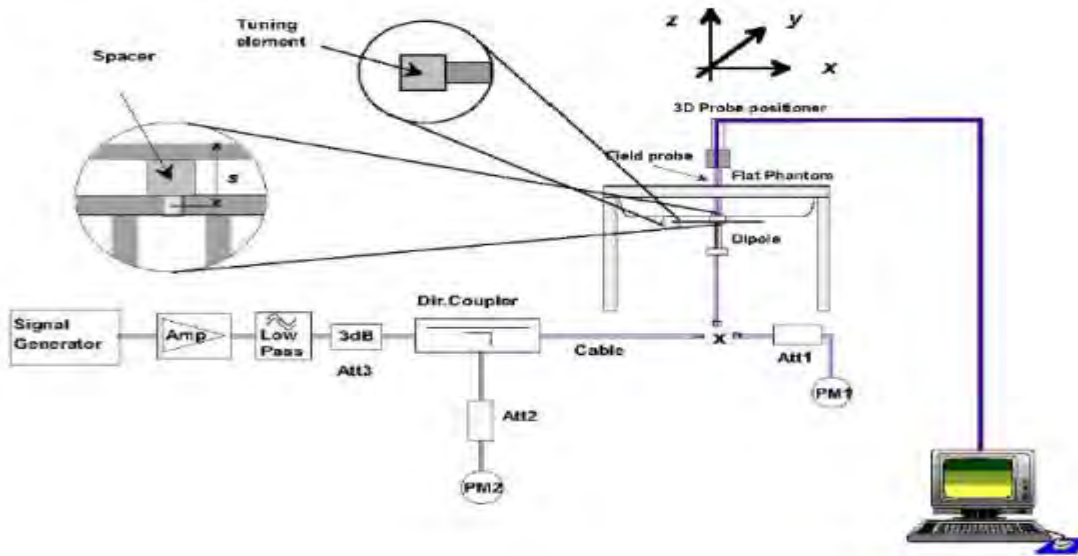 Tuning
element
z
y
x
Spacer
3D Probe positioner
Field probe
Flat Phantom
s
Dipole
Dir.Coupler
Signal
Generator
Amp
Low
Pass
3dB
Att3
Cable
x
Att1
PM1
Att2
PM2